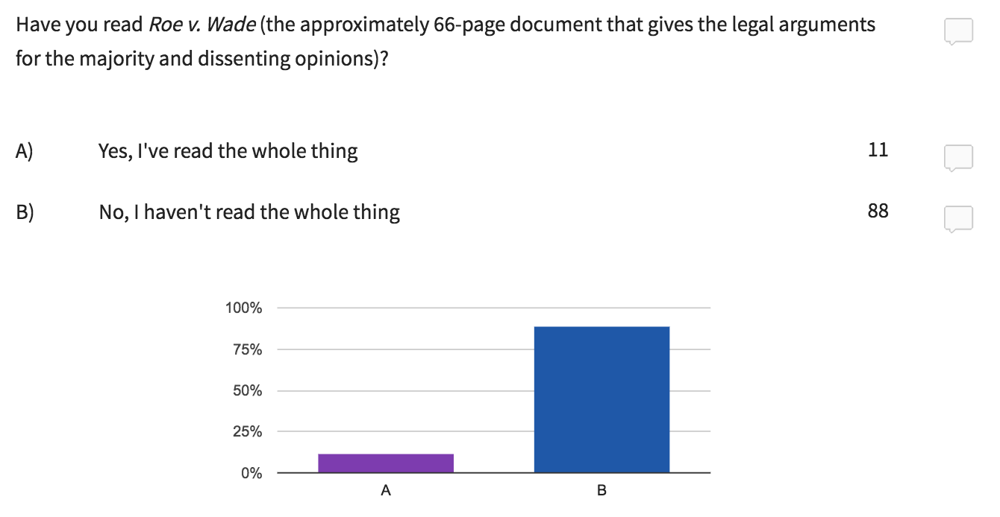 Have you read Roe v. Wade (the approximately 66-page document that gives the legal arguments
for the majority and dissenting opinions)?
A) Yes, I've read the whole thing 11
B) No, I haven't read the whole thing 88
100%
75%
50%
25%
0%
A B